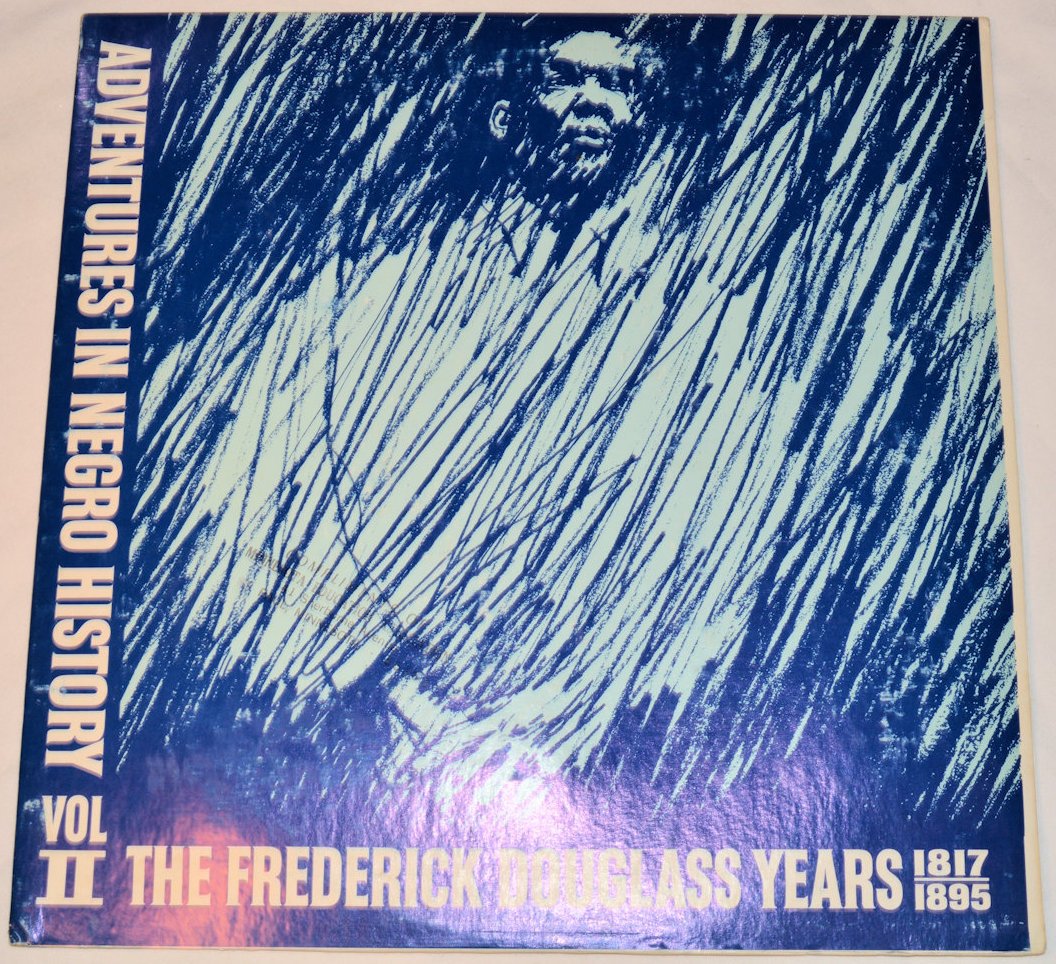 ADVENTURES IN NEGRO HISTORY
VOL
II
THE FREDERICK DOUGLASS YEARS
1817
1895